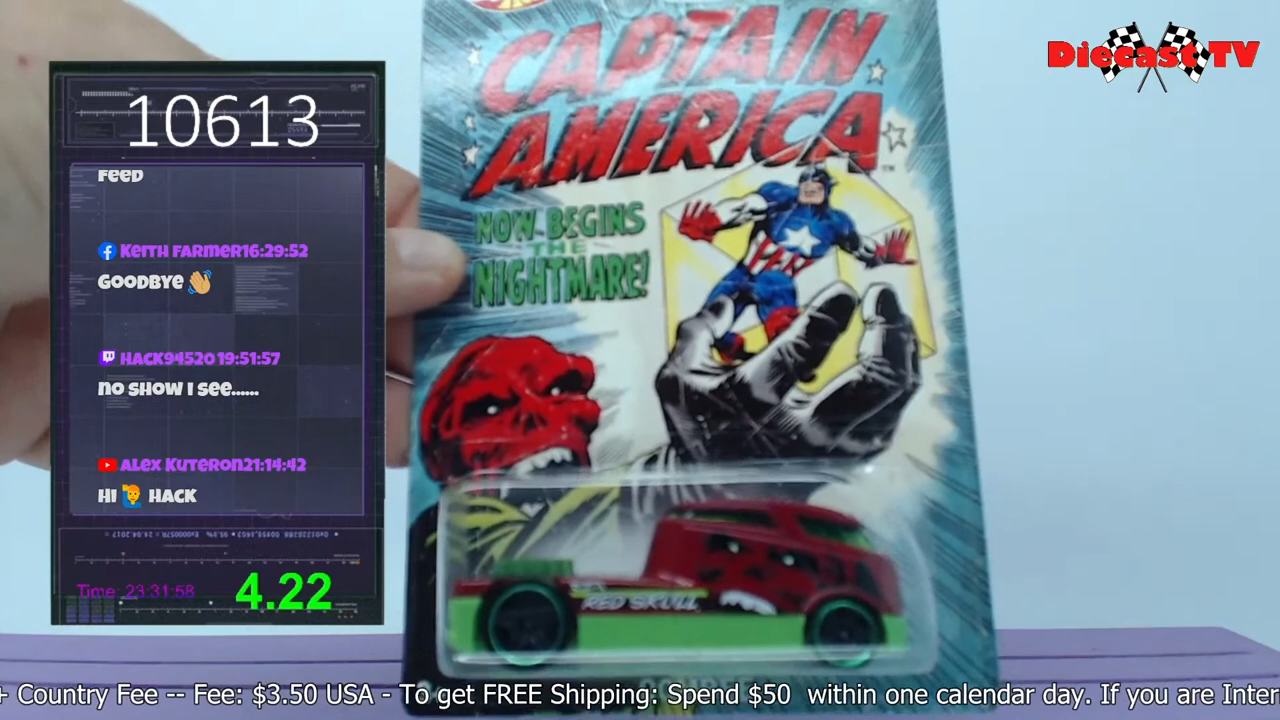 Diecast TV
10613
FEED
Keith Farmer16:29:52
GOODBYE 👋
HACK94520 19:51:57
no show I see......
Alex Kuteron21:14:42
HI 🙋 HACK
Time 23:31:58
4.22
CAPTAIN
AMERICA
NOW BEGINS
THE
NIGHTMARE!
RED SKULL
+ Country Fee -- Fee: $3.50 USA - To get FREE Shipping: Spend $50 within one calendar day. If you are Inter